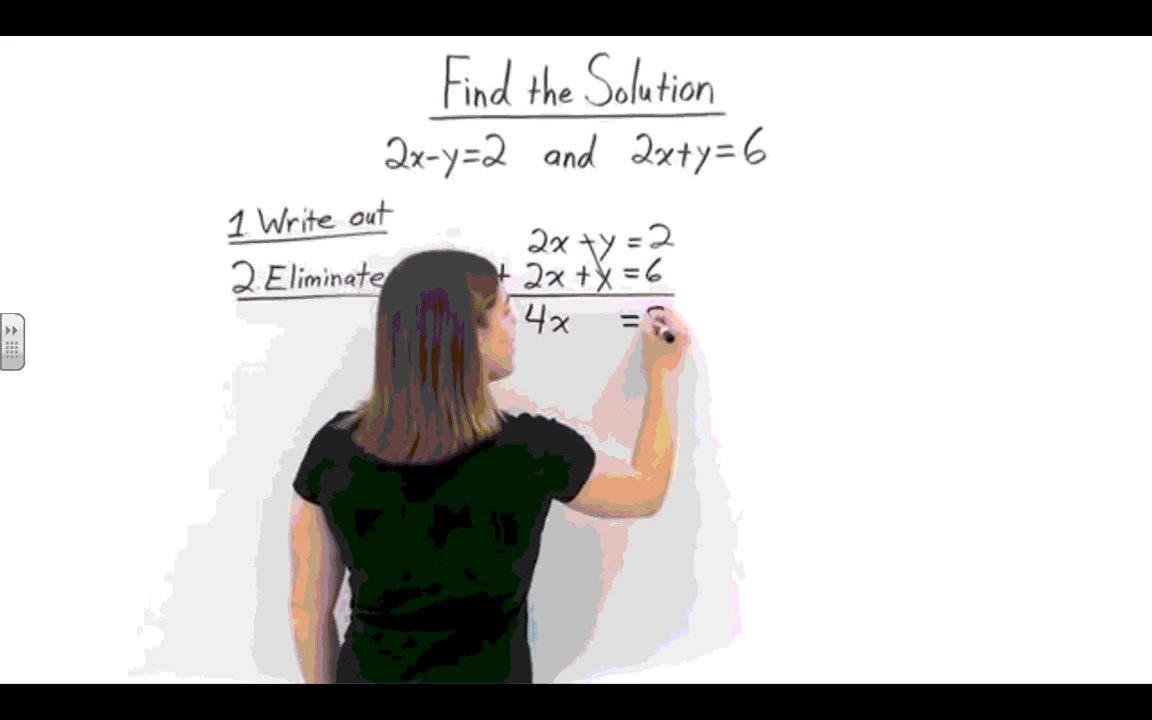 Find the Solution
2x-y=2 and 2x+y=6
1 Write out
2x +y = 2
2. Eliminate + 2x + y = 6
4x =